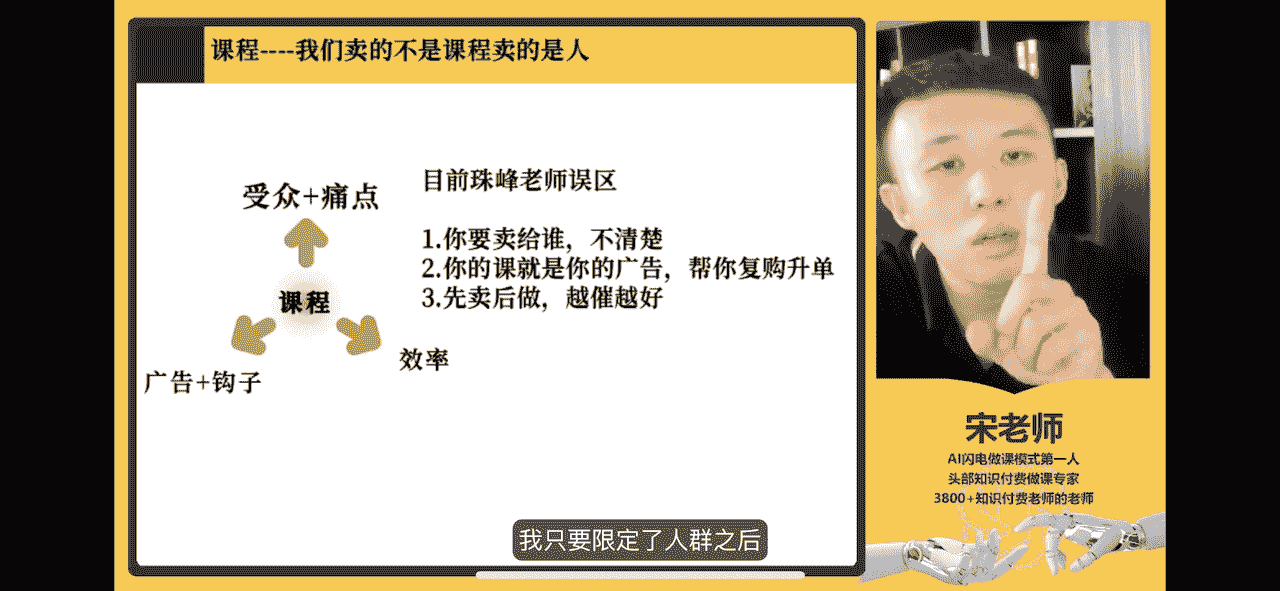 课程----我们卖的不是课程卖的是人
受众+痛点
课程
广告+钩子
效率
目前珠峰老师误区
1.你要卖给谁，不清楚
2.你的课就是你的广告，帮你复购升单
3.先卖后做，越催越好
我只要限定了人群之后
宋老师
AI闪电做课模式第一人
头部知识付费做课专家
3800+知识付费老师的老师